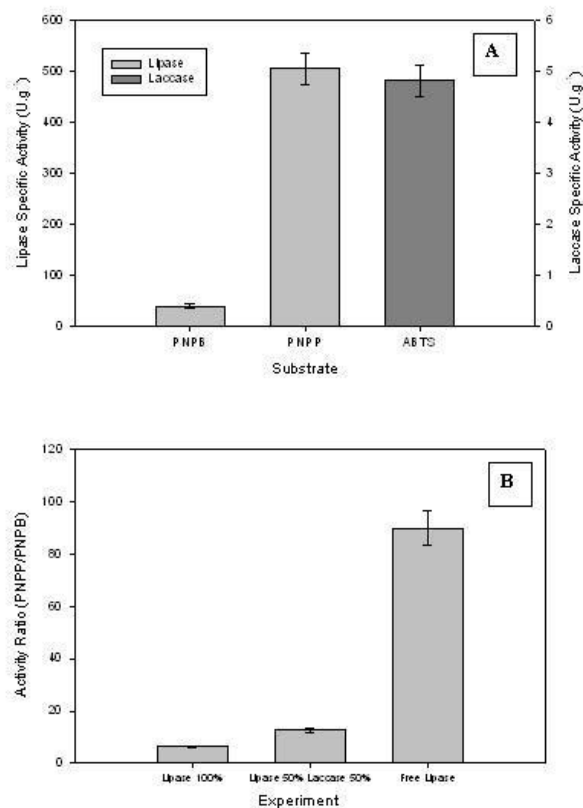 A
Lipase
Laccase
Lipase Specific Activity (U.g⁻)
600
500
400
300
200
100
0
Laccase Specific Activity (U.g⁻)
6
5
4
3
2
1
0
PNPB PNPP ABTS
Substrate
B
Activity Ratio (PNPP/PNPB)
120
100
80
60
40
20
0
Lipase 100% Lipase 50% Laccase 50% Free Lipase
Experiment